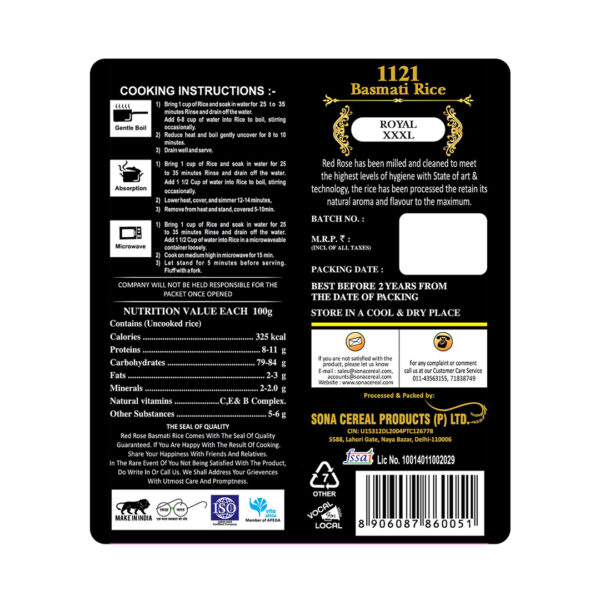 COOKING INSTRUCTIONS :-
Gentle Boil
1) Bring 1 cup of Rice and soak in water for 25 to 35
minutes Rinse and drain off the water.
Add 6-8 cup of water into Rice to boil, stirring
occasionally.
2) Reduce heat and boil gently uncover for 8 to 10
minutes.
3) Drain well and serve.
Absorption
1) Bring 1 cup of Rice and soak in water for 25
to 35 minutes Rinse and drain off the water.
Add 1 1/2 Cup of water into Rice to boil, stirring
occasionally.
2) Lower heat, cover, and simmer 12-14 minutes,
3) Remove from heat and stand, covered 5-10min.
Microwave
1) Bring 1 cup of Rice and soak in water for 25
to 35 minutes Rinse and drain off the water.
Add 1 1/2 Cup of water into Rice in a microwaveable
container loosely.
2) Cook on medium high in microwave for 15 min.
3) Let stand for 5 minutes before serving.
Fluff with a fork.
COMPANY WILL NOT BE HELD RESPONSIBLE FOR THE
PACKET ONCE OPENED
NUTRITION VALUE EACH 100g
Contains (Uncooked rice)
Calories 325 kcal
Proteins 8-11 g
Carbohydrates 79-84 g
Fats 2-3 g
Minerals 2-2.0 g
Natural vitamins C,E& B Complex.
Other Substances 5-6 g
THE SEAL OF QUALITY
Red Rose Basmati Rice Comes With The Seal Of Quality
Guaranteed. If You Are Happy With The Result Of Cooking.
Share Your Happiness With Friends And Relatives.
In The Rare Event Of You Not Being Satisfied With The Product,
Do Write In Or Call Us. We Shall Address Your Grievences
With Utmost Care And Promptness.
MAKE IN INDIA
ISO
Member of APEDA
1121
Basmati Rice
ROYAL
XXXL
Red Rose has been milled and cleaned to meet
the highest levels of hygiene with State of art &
technology, the rice has been processed the retain its
natural aroma and flavour to the maximum.
BATCH NO. :
M.R.P. ₹ :
(INCL OF ALL TAXES)
PACKING DATE :
BEST BEFORE 2 YEARS FROM
THE DATE OF PACKING
STORE IN A COOL & DRY PLACE
If you are not satisfied with the
product, please let us know
E-mail : sales@sonacereal.com,
accounts@sonacereal.com
Website : www.sonacereal.com
For any complaint or comment
call us at our Customer Care Service
011-43563155, 71838749
Processed & Packed by:
SONA CEREAL PRODUCTS (P) LTD.
CIN: U15312DL2004PTC126778
5588, Lahori Gate, Naya Bazar, Delhi-110006
fssai
Lic No. 10014011002029
7
OTHER
VOCAL
LOCAL
8 906087 860051